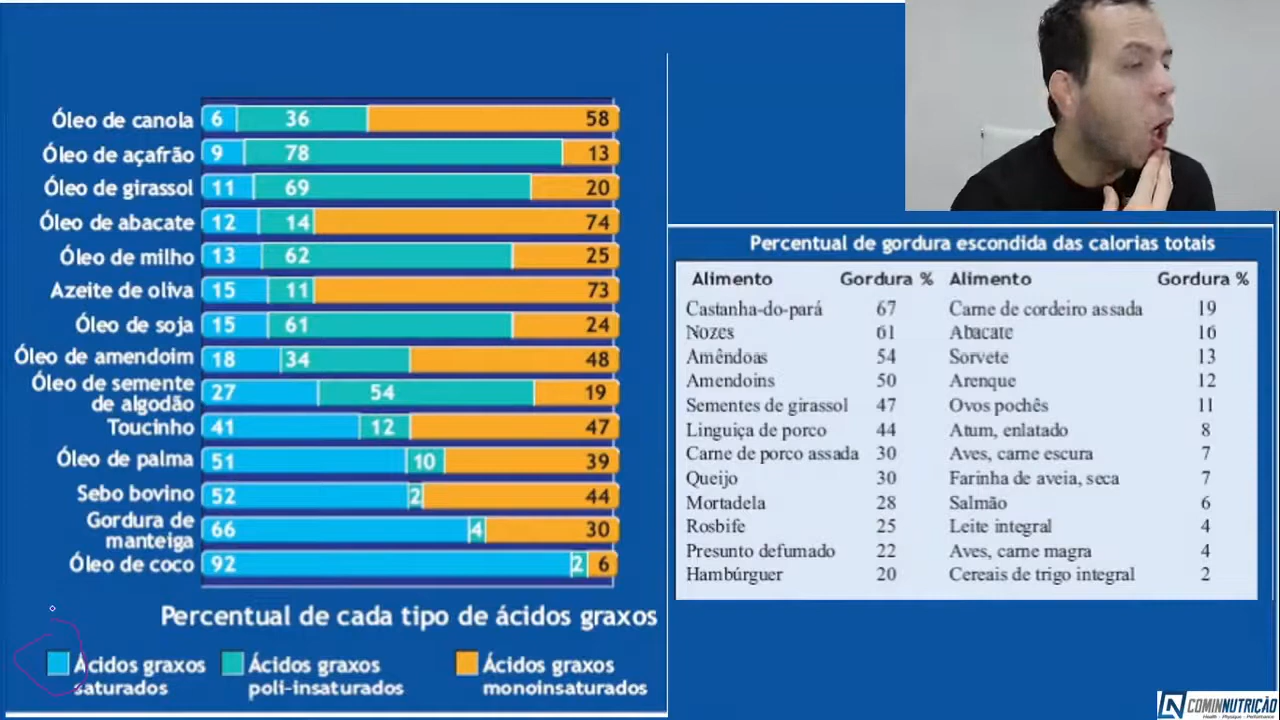 Óleo de canola 6 36 58
Óleo de açafrão 9 78 13
Óleo de girassol 11 69 20
Óleo de abacate 12 14 74
Óleo de milho 13 62 25
Azeite de oliva 15 11 73
Óleo de soja 15 61 24
Óleo de amendoim 18 34 48
Óleo de semente
de algodão 27 54 19
Toucinho 41 12 47
Óleo de palma 51 10 39
Sebo bovino 52 2 44
Gordura de
manteiga 66 4 30
Óleo de coco 92 2 6
Percentual de cada tipo de ácidos graxos
Ácidos graxos
saturados
Ácidos graxos
poli-insaturados
Ácidos graxos
monoinsaturados
Percentual de gordura escondida das calorias totais
Alimento Gordura % Alimento Gordura %
Castanha-do-pará 67 Carne de cordeiro assada 19
Nozes 61 Abacate 16
Amêndoas 54 Sorvete 13
Amendoins 50 Arenque 12
Sementes de girassol 47 Ovos pochês 11
Linguiça de porco 44 Atum, enlatado 8
Carne de porco assada 30 Aves, carne escura 7
Queijo 30 Farinha de aveia, seca 7
Mortadela 28 Salmão 6
Rosbife 25 Leite integral 4
Presunto defumado 22 Aves, carne magra 4
Hambúrguer 20 Cereais de trigo integral 2
COMINNUTRIÇÃO
Health - Physique - Performance